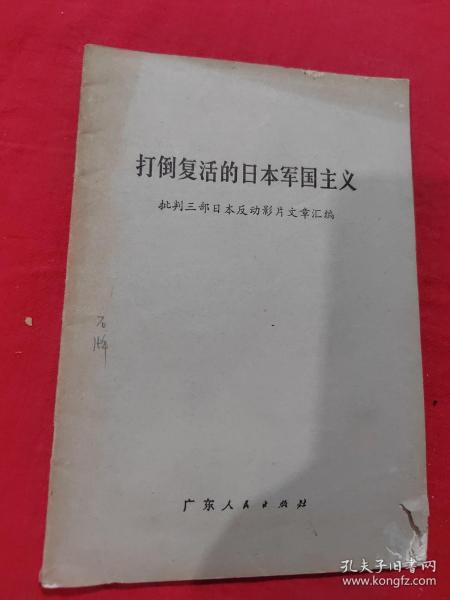 打倒复活的日本军国主义
批判三部日本反动影片文章汇编
石牌
广东人民出版社
孔夫子旧书网
www.kongfz.com